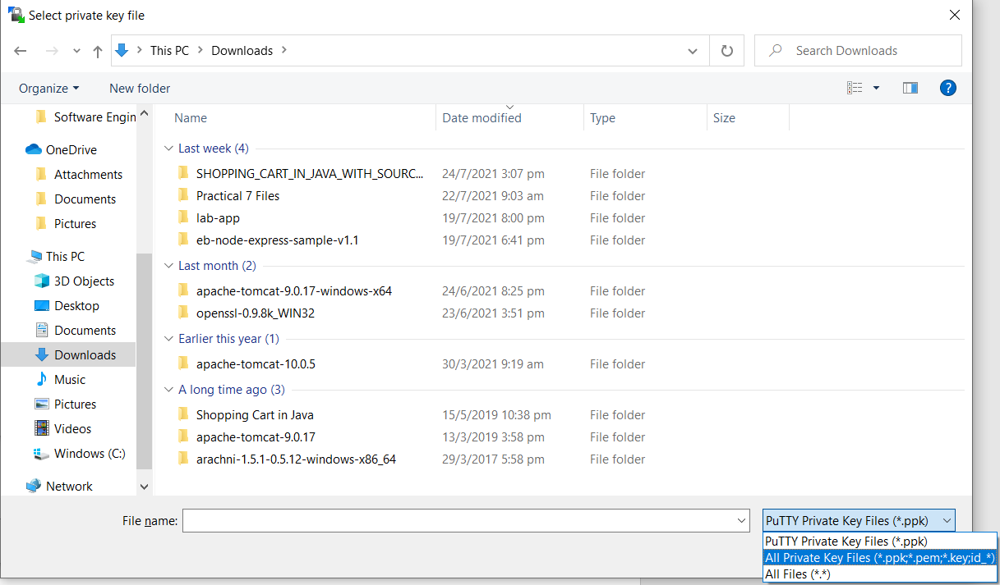 Select private key file
This PC > Downloads >
Search Downloads
Organize
New folder
?
Software Engin
OneDrive
Attachments
Documents
Pictures
This PC
3D Objects
Desktop
Documents
Downloads
Music
Pictures
Videos
Windows (C:)
Network
Name Date modified Type Size
Last week (4)
SHOPPING_CART_IN_JAVA_WITH_SOURC... 24/7/2021 3:07 pm File folder
Practical 7 Files 22/7/2021 9:03 am File folder
lab-app 19/7/2021 8:00 pm File folder
eb-node-express-sample-v1.1 19/7/2021 6:41 pm File folder
Last month (2)
apache-tomcat-9.0.17-windows-x64 24/6/2021 8:25 pm File folder
openssl-0.9.8k_WIN32 23/6/2021 3:51 pm File folder
Earlier this year (1)
apache-tomcat-10.0.5 30/3/2021 9:19 am File folder
A long time ago (3)
Shopping Cart in Java 15/5/2019 10:38 pm File folder
apache-tomcat-9.0.17 13/3/2019 3:58 pm File folder
arachni-1.5.1-0.5.12-windows-x86_64 29/3/2017 5:58 pm File folder
File name:
PuTTY Private Key Files (*.ppk)
PuTTY Private Key Files (*.ppk)
All Private Key Files (*.ppk;*.pem;*.key;id_*)
All Files (*.*)